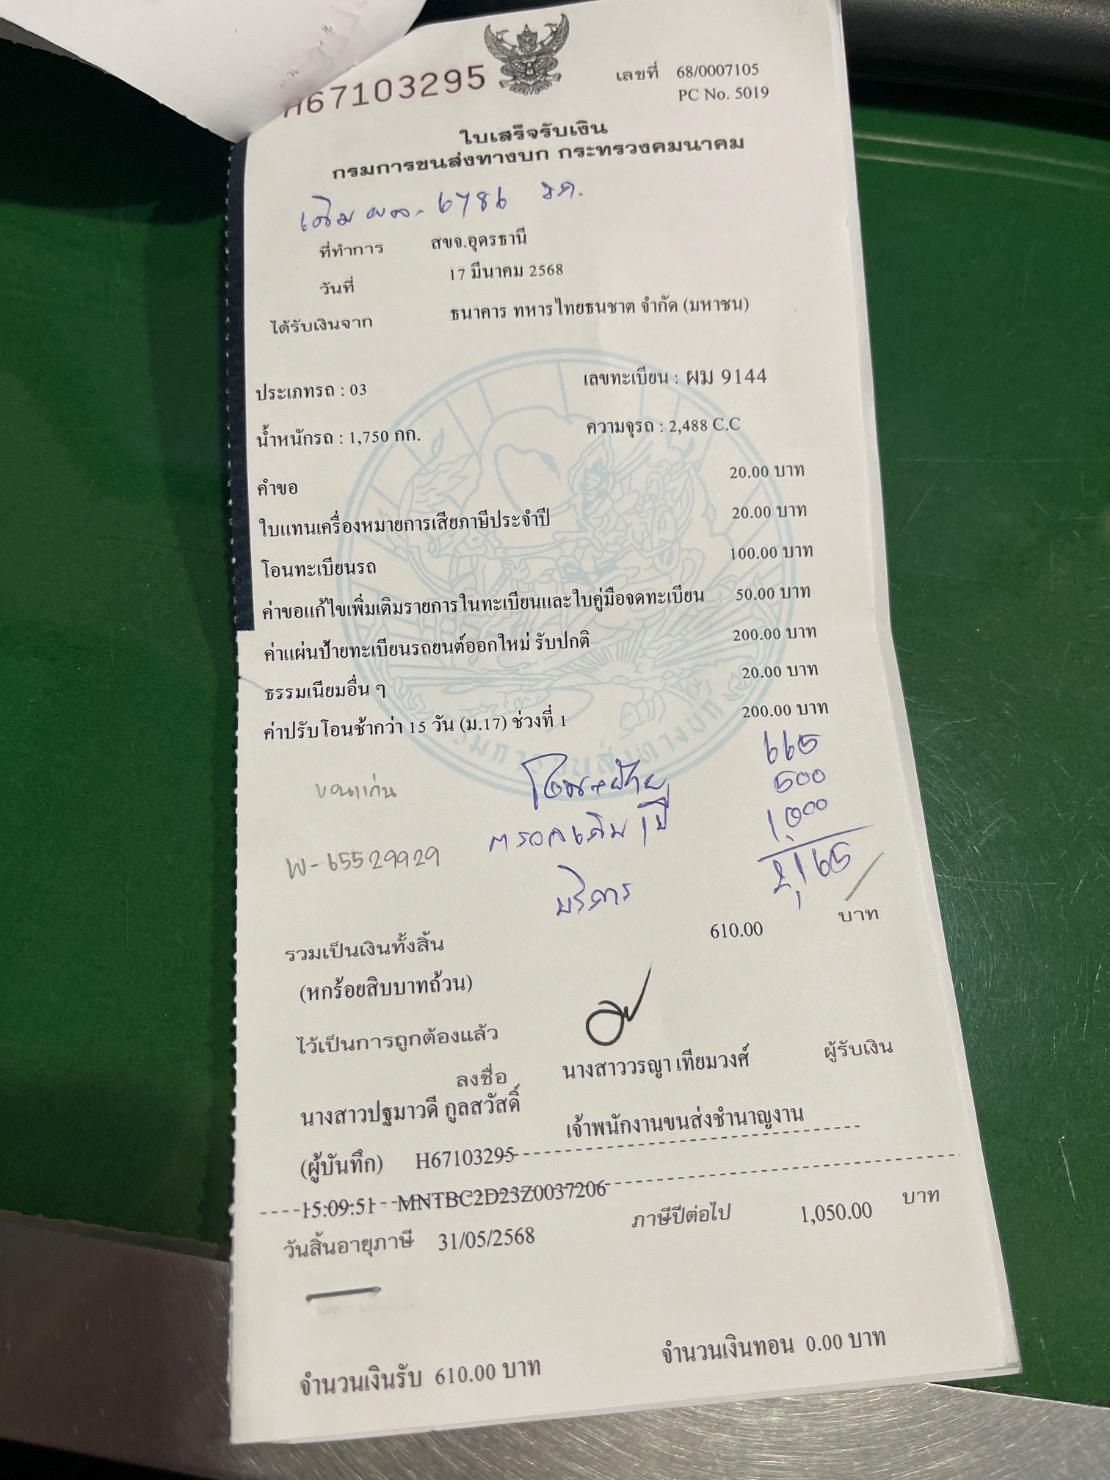 H67103295
เลขที่ 68/0007105
PC No. 5019
ใบเสร็จรับเงิน
กรมการขนส่งทางบก กระทรวงคมนาคม
เดิม 6786
ที่ทำการ สขจ.อุดรธานี
วันที่ 17 มีนาคม 2568
ได้รับเงินจาก ธนาคาร ทหารไทยธนชาต จำกัด (มหาชน)
ประเภทรถ : 03 เลขทะเบียน : ผม 9144
น้ำหนักรถ : 1,750 กก. ความจุรถ : 2,488 C.C
คำขอ 20.00 บาท
ใบแทนเครื่องหมายการเสียภาษีประจำปี 20.00 บาท
โอนทะเบียนรถ 100.00 บาท
ค่าขอแก้ไขเพิ่มเติมรายการในทะเบียนและใบคู่มือจดทะเบียน 50.00 บาท
ค่าแผ่นป้ายทะเบียนรถยนต์ออกใหม่ รับปกติ 200.00 บาท
ธรรมเนียมอื่น ๆ 20.00 บาท
ค่าปรับโอนช้ากว่า 15 วัน (ม.17) ช่วงที่ 1 200.00 บาท
ขอนแก่น โอน+ย้าย 665
500
W-65529929 1000
บริการ 2,165
รวมเป็นเงินทั้งสิ้น 610.00 บาท
(หกร้อยสิบบาทถ้วน)
ไว้เป็นการถูกต้องแล้ว
ลงชื่อ นางสาววรญา เทียมวงศ์ ผู้รับเงิน
นางสาวปฐมาวดี กูลสวัสดิ์ เจ้าพนักงานขนส่งชำนาญงาน
(ผู้บันทึก) H67103295
15:09:51 MNTBC2D23Z0037206
วันสิ้นอายุภาษี 31/05/2568 ภาษีปีต่อไป 1,050.00 บาท
จำนวนเงินรับ 610.00 บาท จำนวนเงินทอน 0.00 บาท